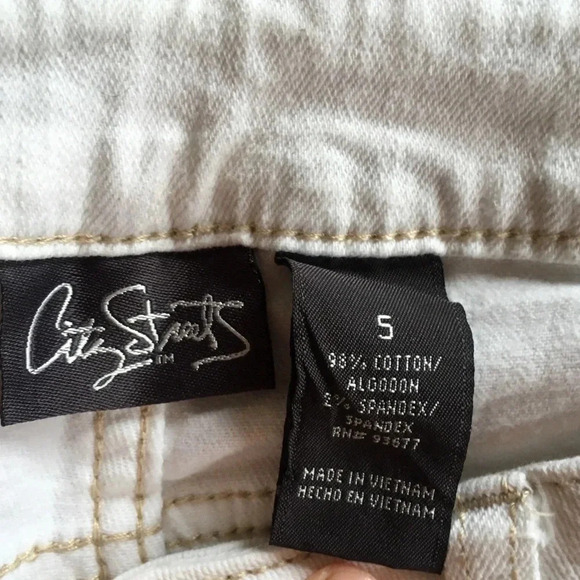 City Streets
TM
5
98% COTTON/
ALGODON
2% SPANDEX/
SPANDEX
RN# 93677
MADE IN VIETNAM
HECHO EN VIETNAM